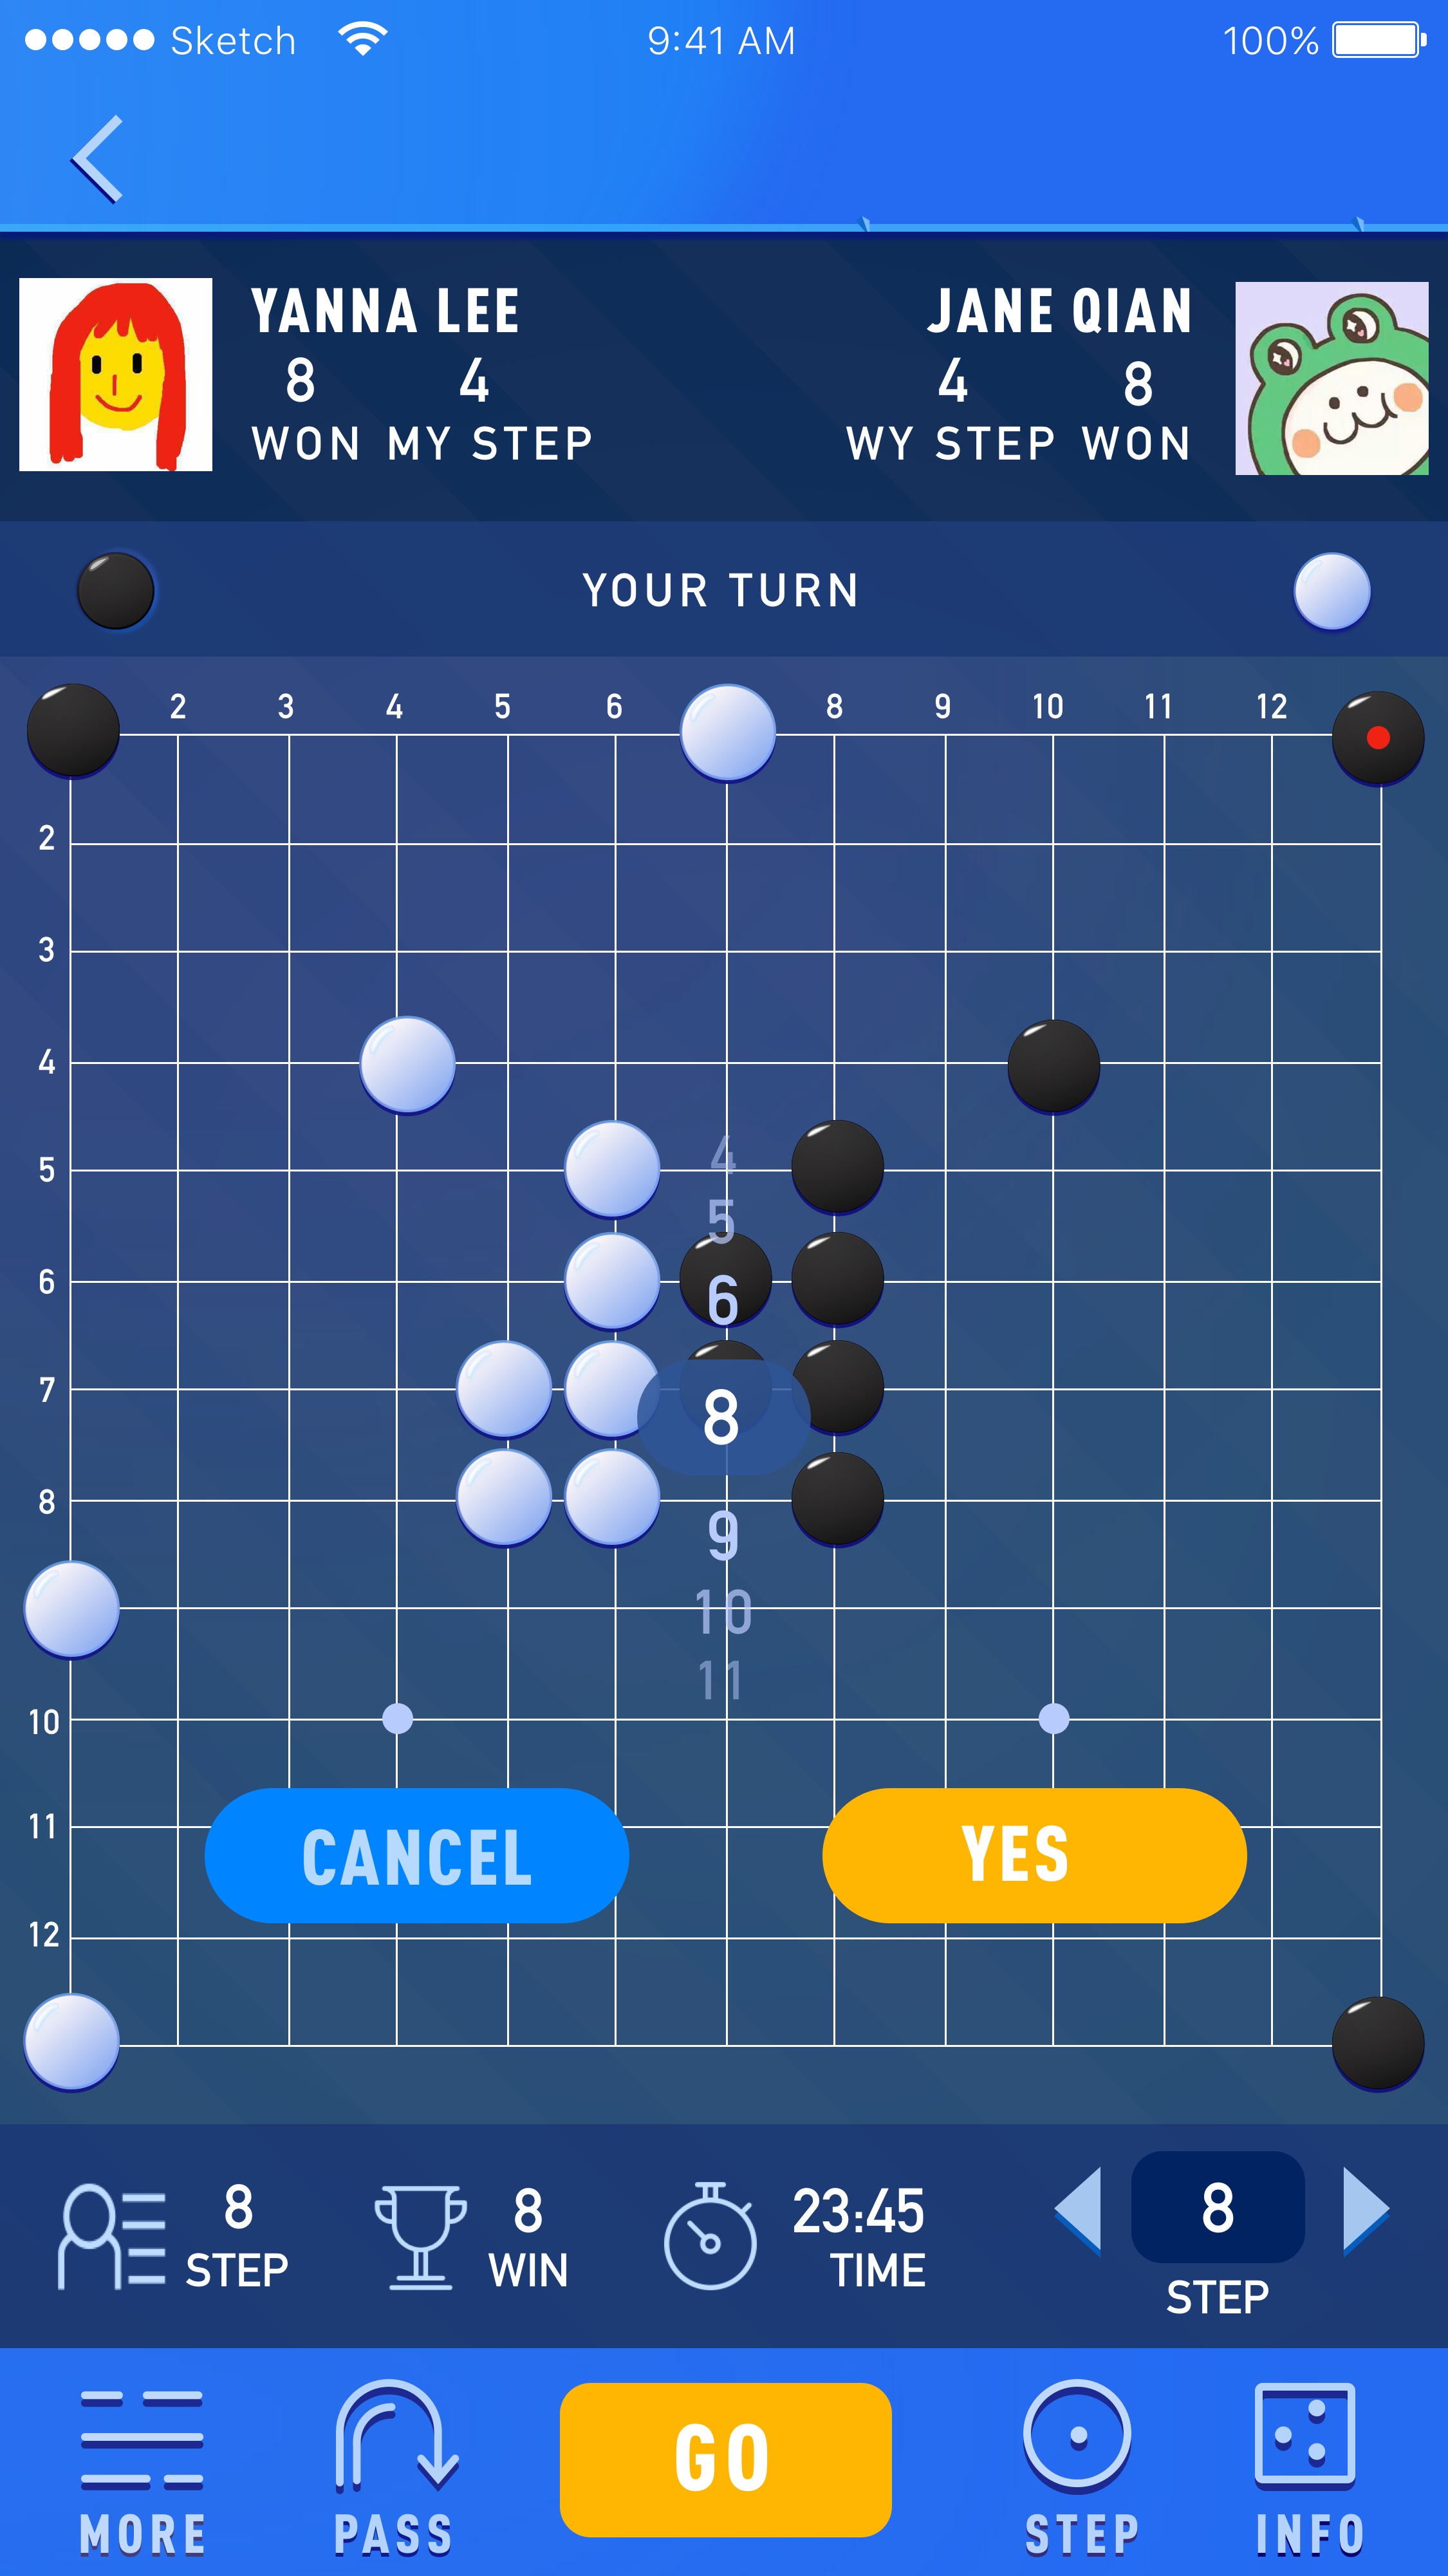 Sketch 9:41 AM 100%
YANNA LEE JANE QIAN
8 4 4 8
WON MY STEP WY STEP WON
YOUR TURN
2 3 4 5 6 8 9 10 11 12
2
3
4
5
6
7
8
10
11
12
4
5
6
8
9
10
11
CANCEL YES
8 8 23:45 8
STEP WIN TIME STEP
GO
MORE PASS STEP INFO